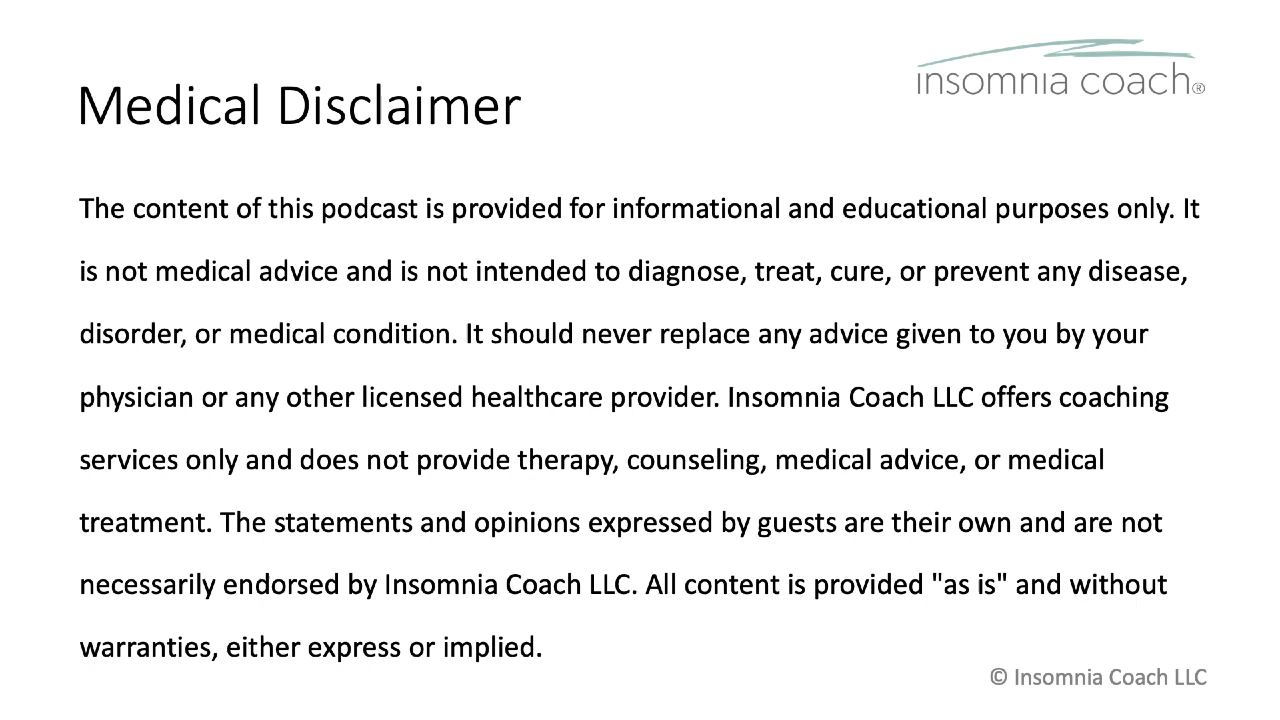 insomnia coach®
Medical Disclaimer
The content of this podcast is provided for informational and educational purposes only. It
is not medical advice and is not intended to diagnose, treat, cure, or prevent any disease,
disorder, or medical condition. It should never replace any advice given to you by your
physician or any other licensed healthcare provider. Insomnia Coach LLC offers coaching
services only and does not provide therapy, counseling, medical advice, or medical
treatment. The statements and opinions expressed by guests are their own and are not
necessarily endorsed by Insomnia Coach LLC. All content is provided "as is" and without
warranties, either express or implied.
© Insomnia Coach LLC